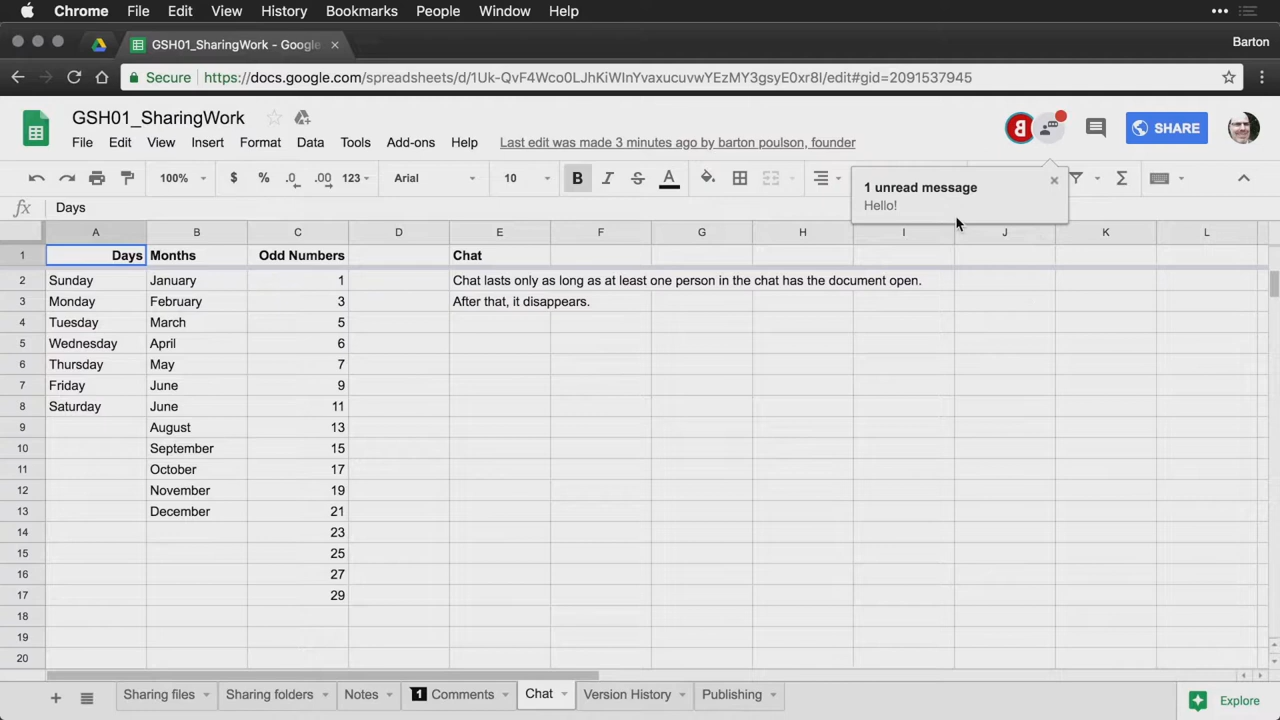 Chrome File Edit View History Bookmarks People Window Help
GSH01_SharingWork - Google
Barton
Secure https://docs.google.com/spreadsheets/d/1Uk-QvF4Wco0LJhKiWInYvaxucuvwYEzMY3gsyE0xr8I/edit#gid=2091537945
GSH01_SharingWork
B
SHARE
File Edit View Insert Format Data Tools Add-ons Help Last edit was made 3 minutes ago by barton poulson, founder
100% $ % .0 .00 123 Arial 10 B I S A Σ
1 unread message
Hello!
fx Days
A B C D E F G H I J K L
1 Days Months Odd Numbers Chat
2 Sunday January 1 Chat lasts only as long as at least one person in the chat has the document open.
3 Monday February 3 After that, it disappears.
4 Tuesday March 5
5 Wednesday April 6
6 Thursday May 7
7 Friday June 9
8 Saturday June 11
9 August 13
10 September 15
11 October 17
12 November 19
13 December 21
14 23
15 25
16 27
17 29
18
19
20
+ Sharing files Sharing folders Notes 1 Comments Chat Version History Publishing Explore